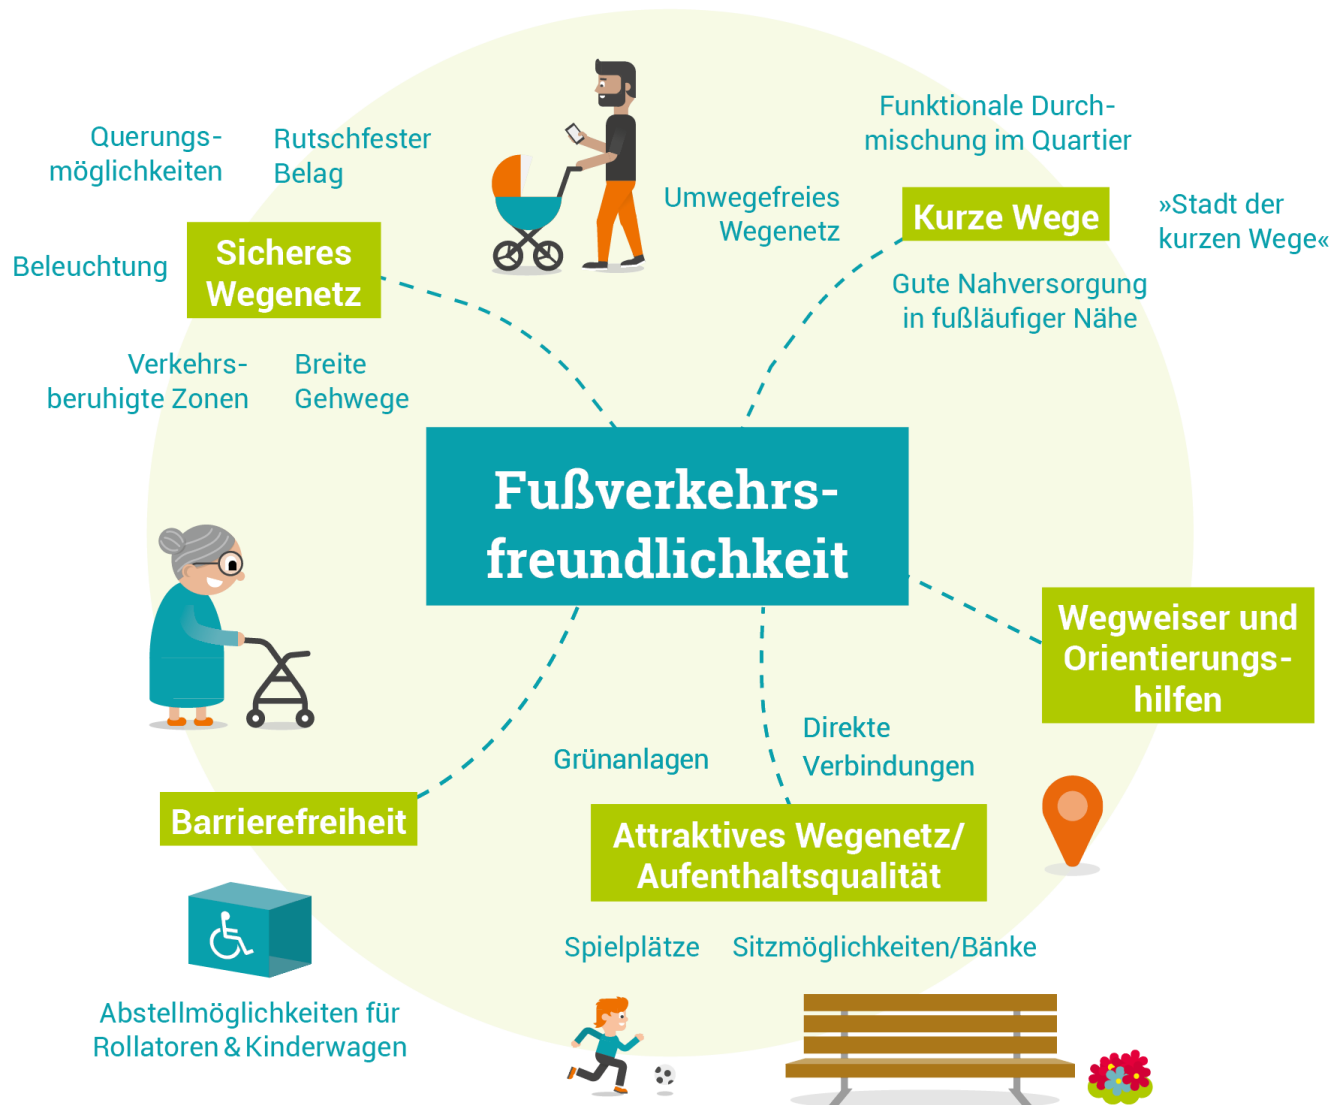 Querungs-
möglichkeiten
Rutschfester
Belag
Beleuchtung
Sicheres
Wegenetz
Verkehrs-
beruhigte Zonen
Breite
Gehwege
Umwegefreies
Wegenetz
Funktionale Durch-
mischung im Quartier
Kurze Wege
»Stadt der
kurzen Wege«
Gute Nahversorgung
in fußläufiger Nähe
Fußverkehrs-
freundlichkeit
Wegweiser und
Orientierungs-
hilfen
Barrierefreiheit
Abstellmöglichkeiten für
Rollatoren & Kinderwagen
Grünanlagen
Direkte
Verbindungen
Attraktives Wegenetz/
Aufenthaltsqualität
Spielplätze
Sitzmöglichkeiten/Bänke